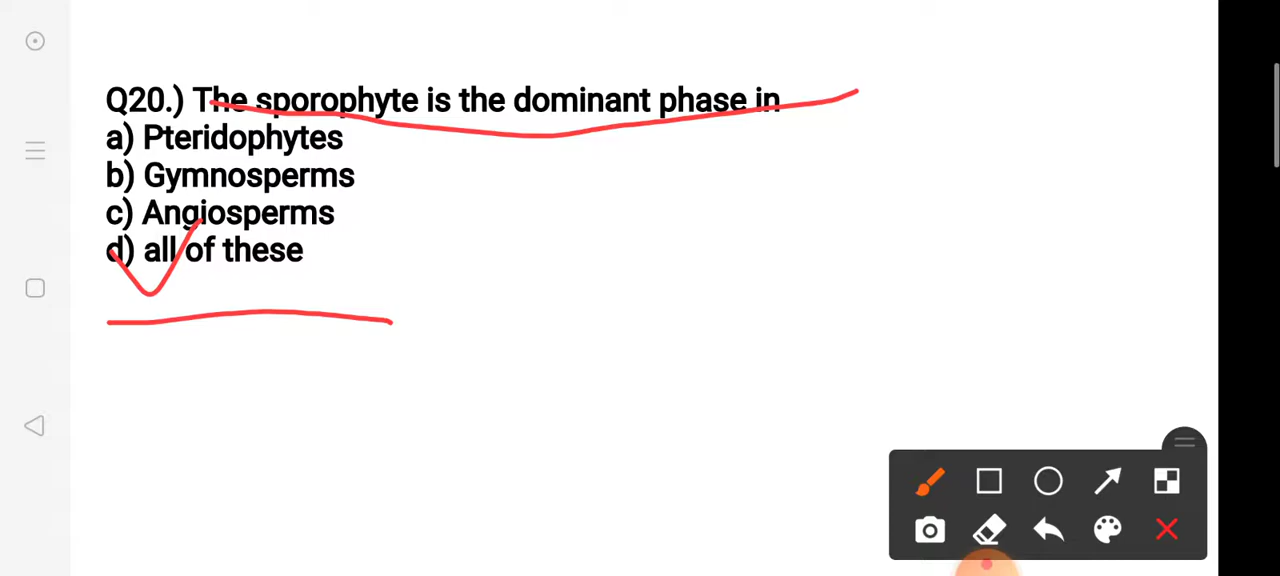 Q20.) The sporophyte is the dominant phase in
a) Pteridophytes
b) Gymnosperms
c) Angiosperms
d) all of these